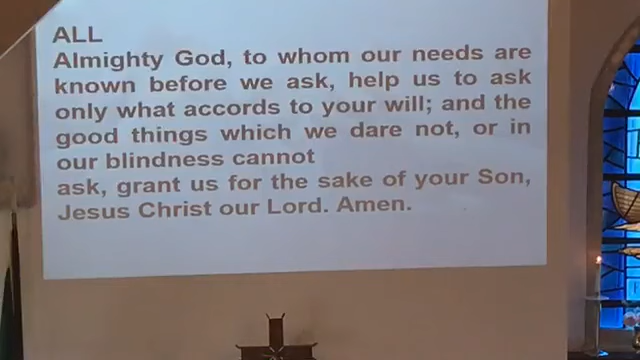 ALL
Almighty God, to whom our needs are
known before we ask, help us to ask
only what accords to your will; and the
good things which we dare not, or in
our blindness cannot
ask, grant us for the sake of your Son,
Jesus Christ our Lord. Amen.